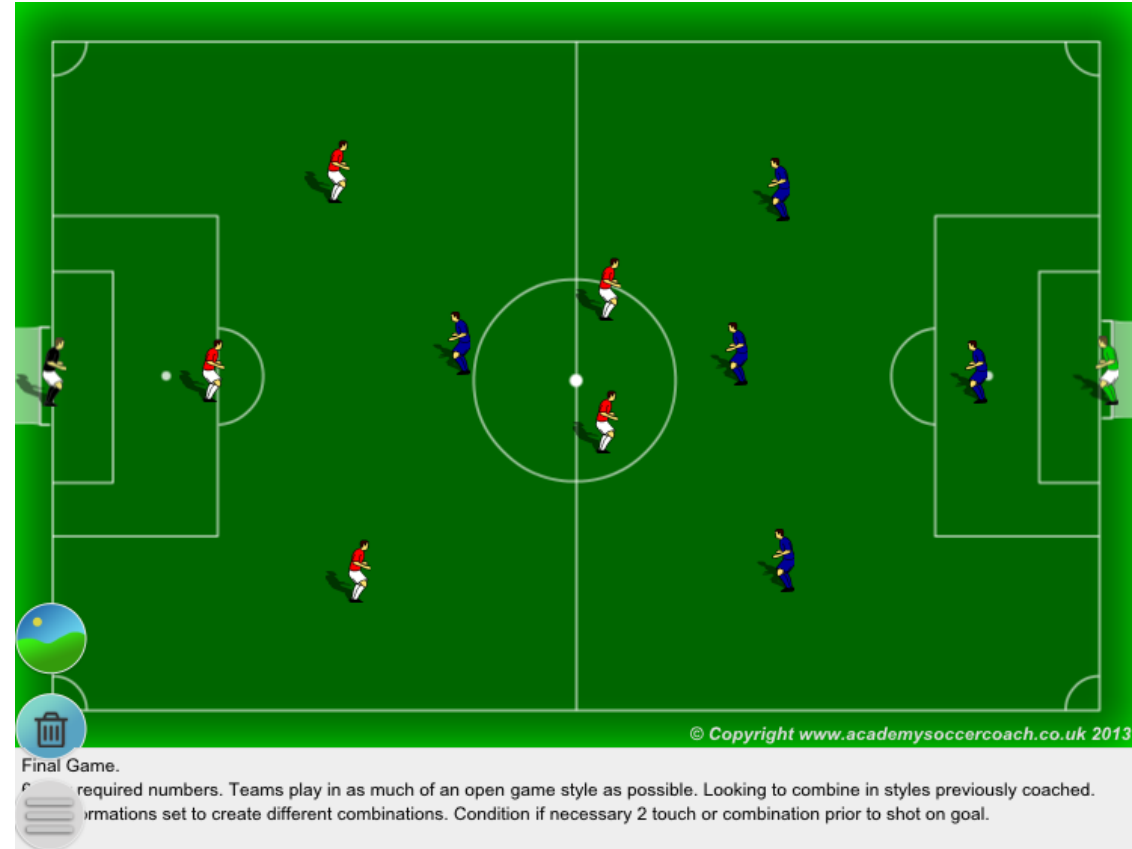 © Copyright www.academysoccercoach.co.uk 2013
Final Game.
required numbers. Teams play in as much of an open game style as possible. Looking to combine in styles previously coached.
set to create different combinations. Condition if necessary 2 touch or combination prior to shot on goal.